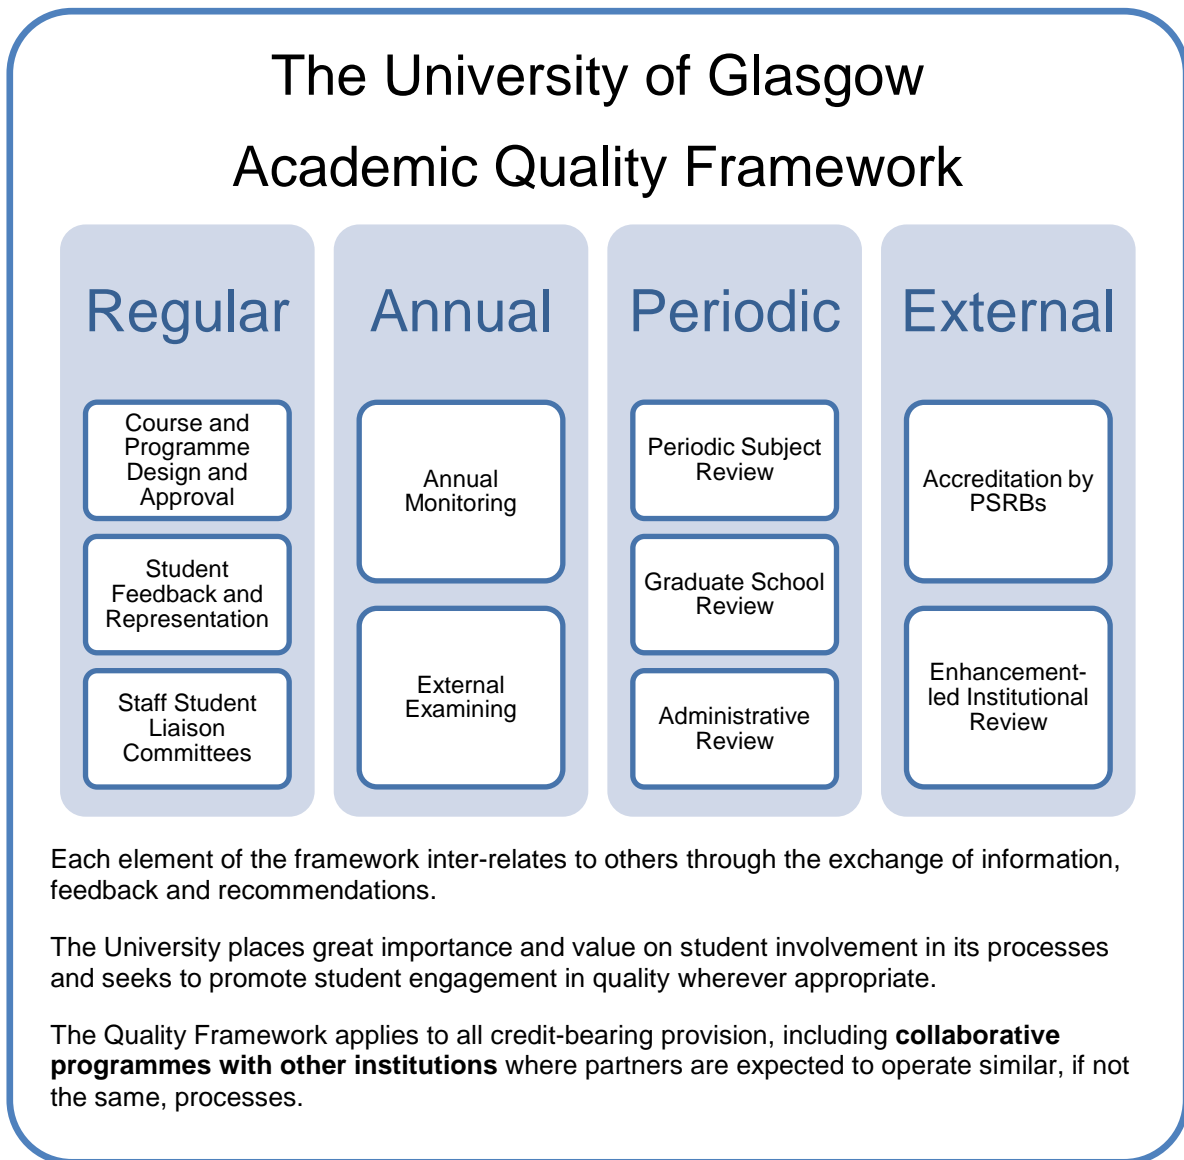 The University of Glasgow
Academic Quality Framework
Regular
Course and
Programme
Design and
Approval
Student
Feedback and
Representation
Staff Student
Liaison
Committees
Annual
Annual
Monitoring
External
Examining
Periodic
Periodic Subject
Review
Graduate School
Review
Administrative
Review
External
Accreditation by
PSRBs
Enhancement-
led Institutional
Review
Each element of the framework inter-relates to others through the exchange of information,
feedback and recommendations.
The University places great importance and value on student involvement in its processes
and seeks to promote student engagement in quality wherever appropriate.
The Quality Framework applies to all credit-bearing provision, including collaborative
programmes with other institutions where partners are expected to operate similar, if not
the same, processes.